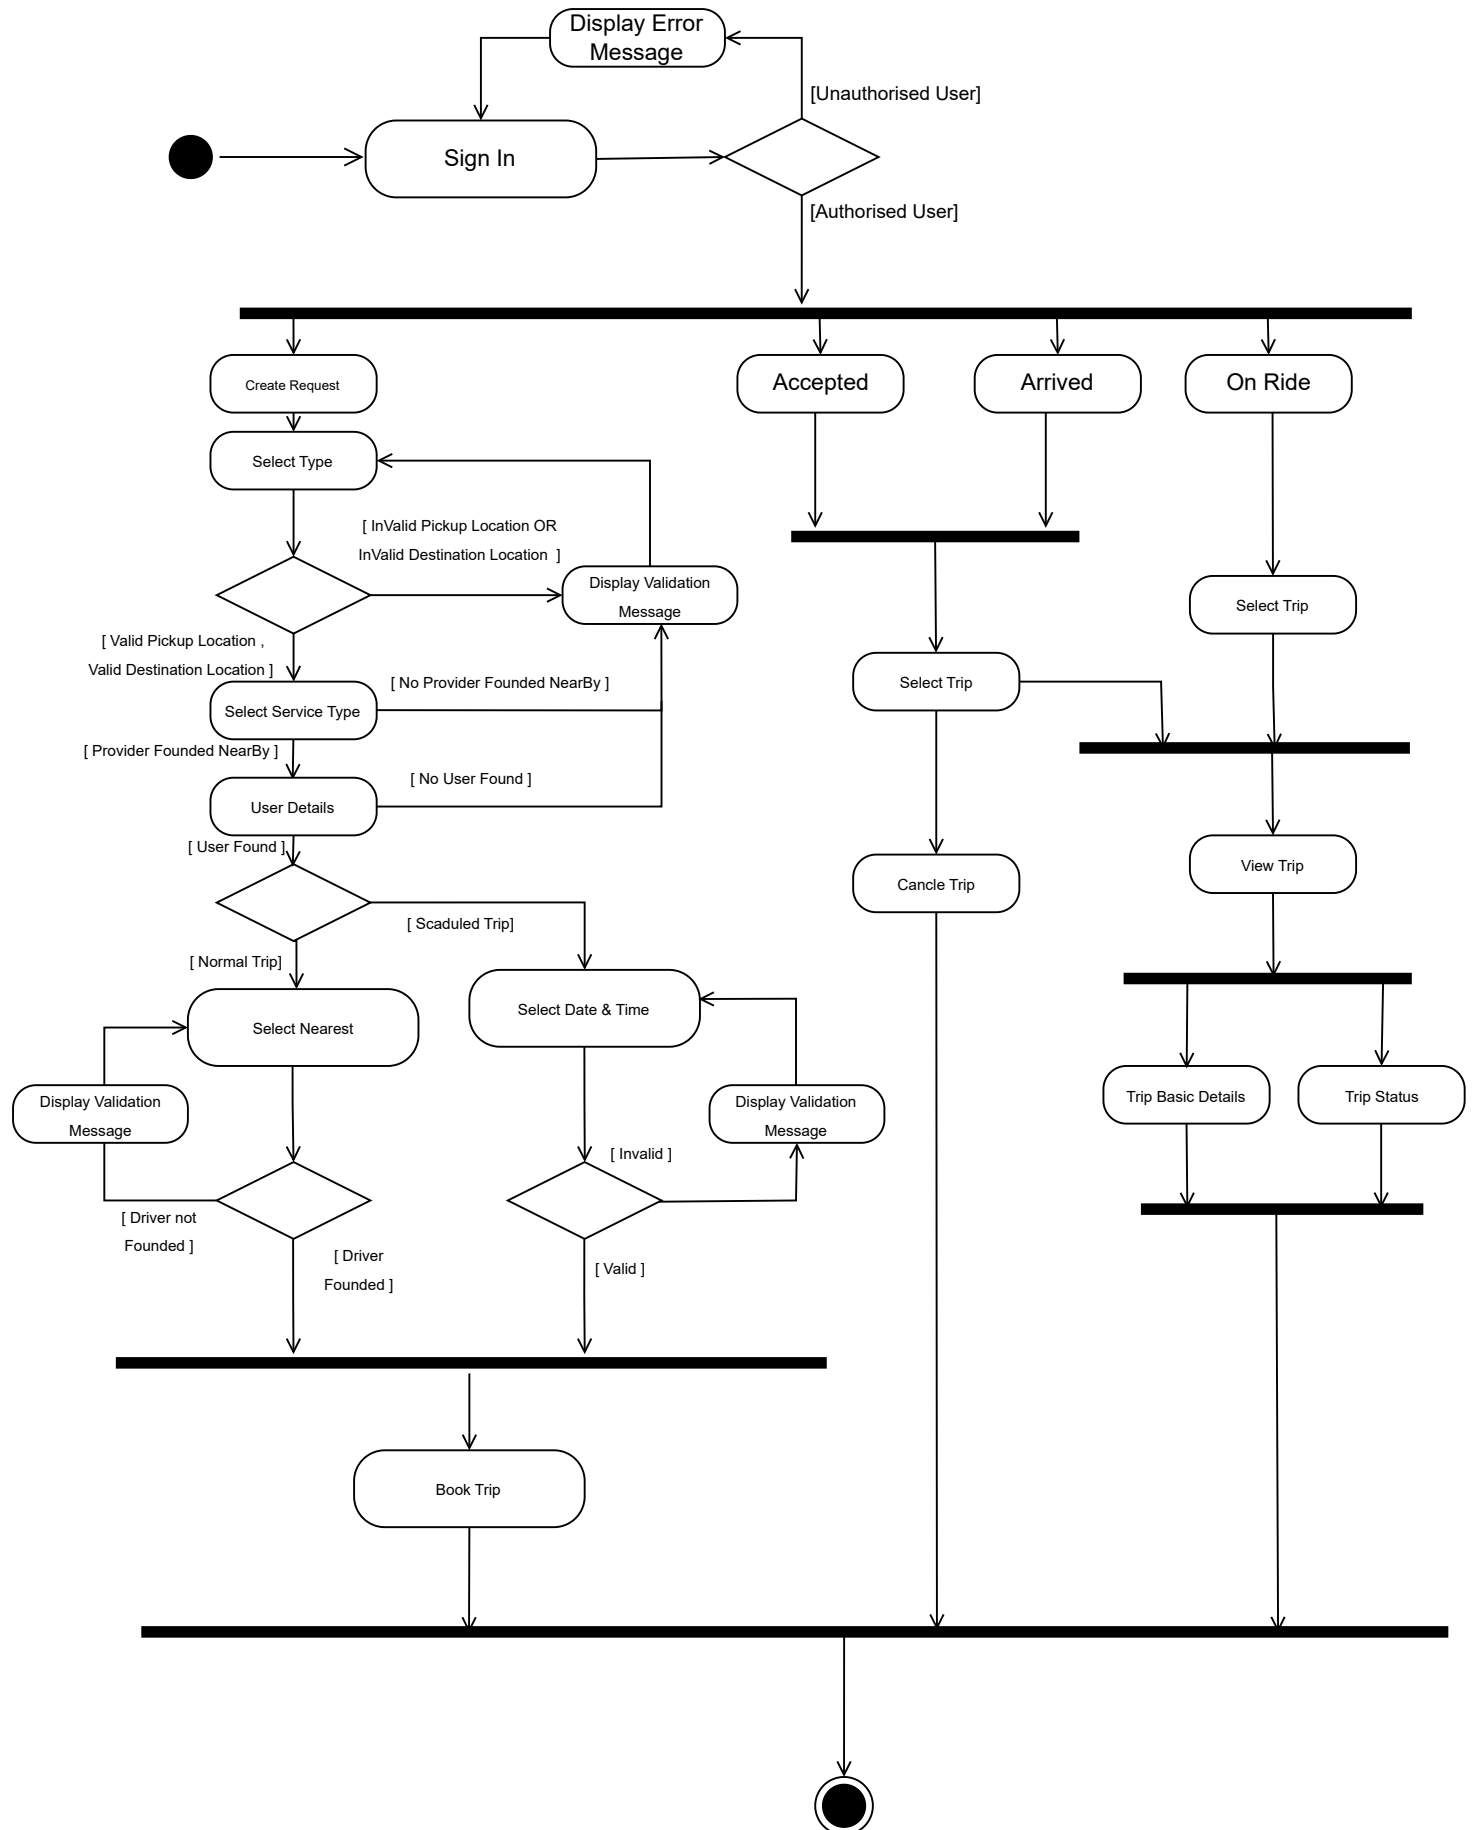 Display Error
Message
[Unauthorised User]
Sign In
[Authorised User]
Create Request
Accepted
Arrived
On Ride
Select Type
[ InValid Pickup Location OR
InValid Destination Location ]
Display Validation
Message
Select Trip
[ Valid Pickup Location ,
Valid Destination Location ]
[ No Provider Founded NearBy ]
Select Trip
Select Service Type
[ Provider Founded NearBy ]
[ No User Found ]
User Details
[ User Found ]
View Trip
Cancle Trip
[ Scaduled Trip]
[ Normal Trip]
Select Nearest
Select Date & Time
Display Validation
Message
Display Validation
Message
Trip Basic Details
Trip Status
[ Invalid ]
[ Driver not
Founded ]
[ Driver
Founded ]
[ Valid ]
Book Trip